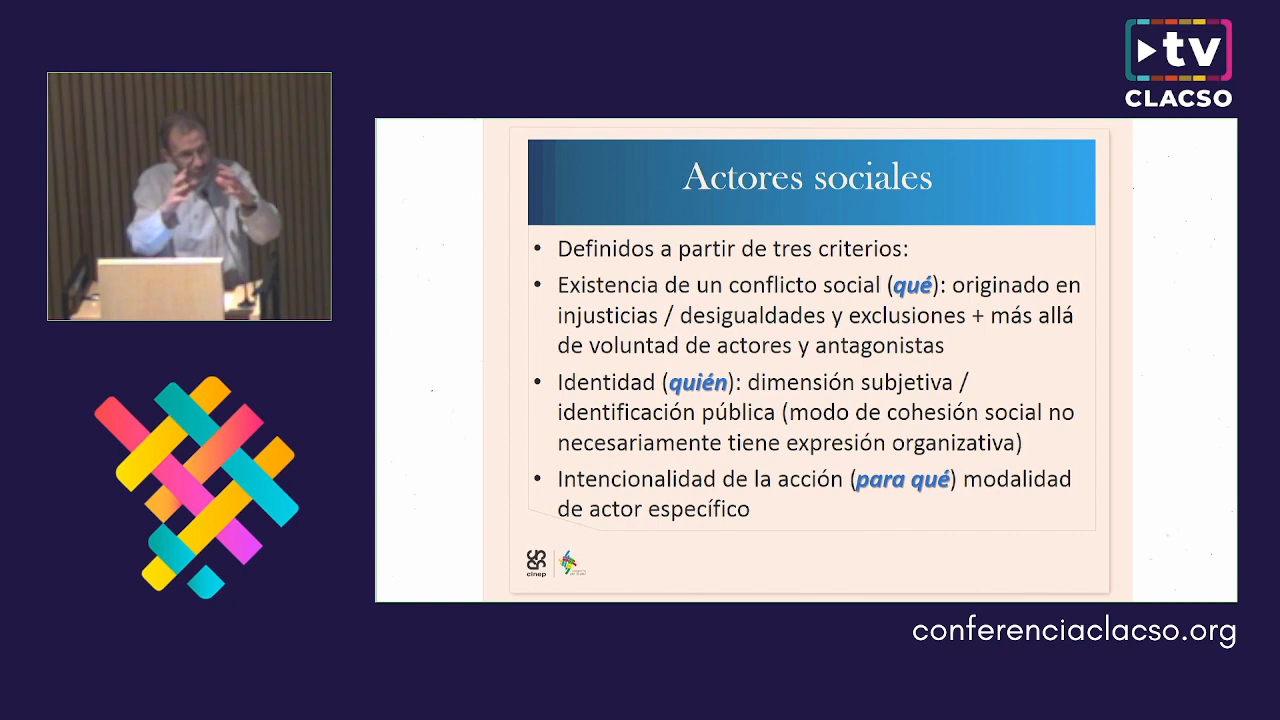 tv
CLACSO
Actores sociales
• Definidos a partir de tres criterios:
• Existencia de un conflicto social (qué): originado en
injusticias / desigualdades y exclusiones + más allá
de voluntad de actores y antagonistas
• Identidad (quién): dimensión subjetiva /
identificación pública (modo de cohesión social no
necesariamente tiene expresión organizativa)
• Intencionalidad de la acción (para qué) modalidad
de actor específico
cinep
conferenciaclacso.org